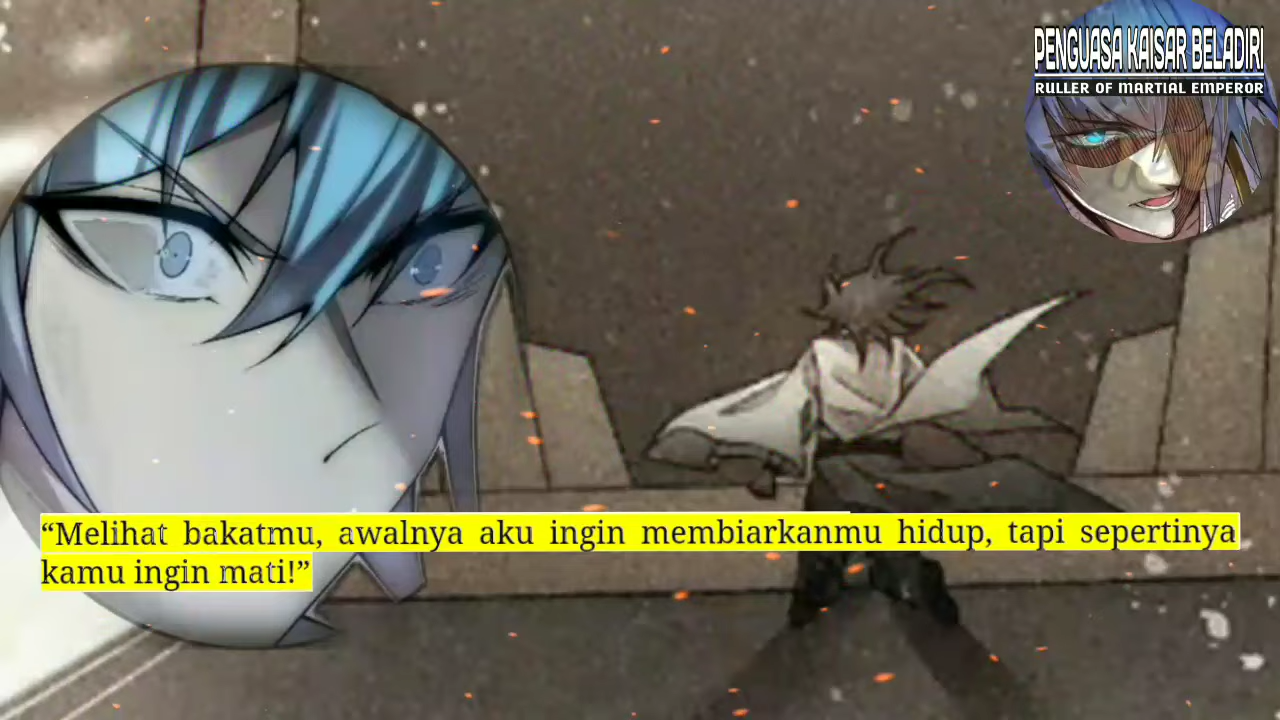 PENGUASA KAISAR BELADIRI
RULLER OF MARTIAL EMPEROR
“Melihat bakatmu, awalnya aku ingin membiarkanmu hidup, tapi sepertinya
kamu ingin mati!”